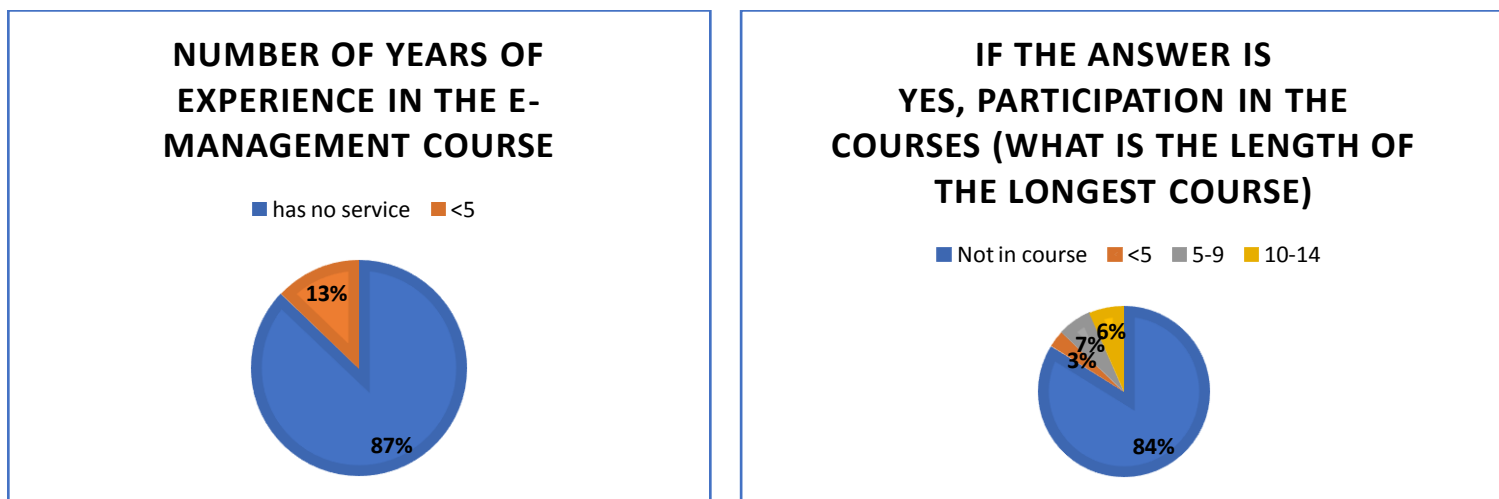 NUMBER OF YEARS OF
EXPERIENCE IN THE E-
MANAGEMENT COURSE
has no service <5
13%
87%
IF THE ANSWER IS
YES, PARTICIPATION IN THE
COURSES (WHAT IS THE LENGTH OF
THE LONGEST COURSE)
Not in course <5 5-9 10-14
6%
7%
3%
84%